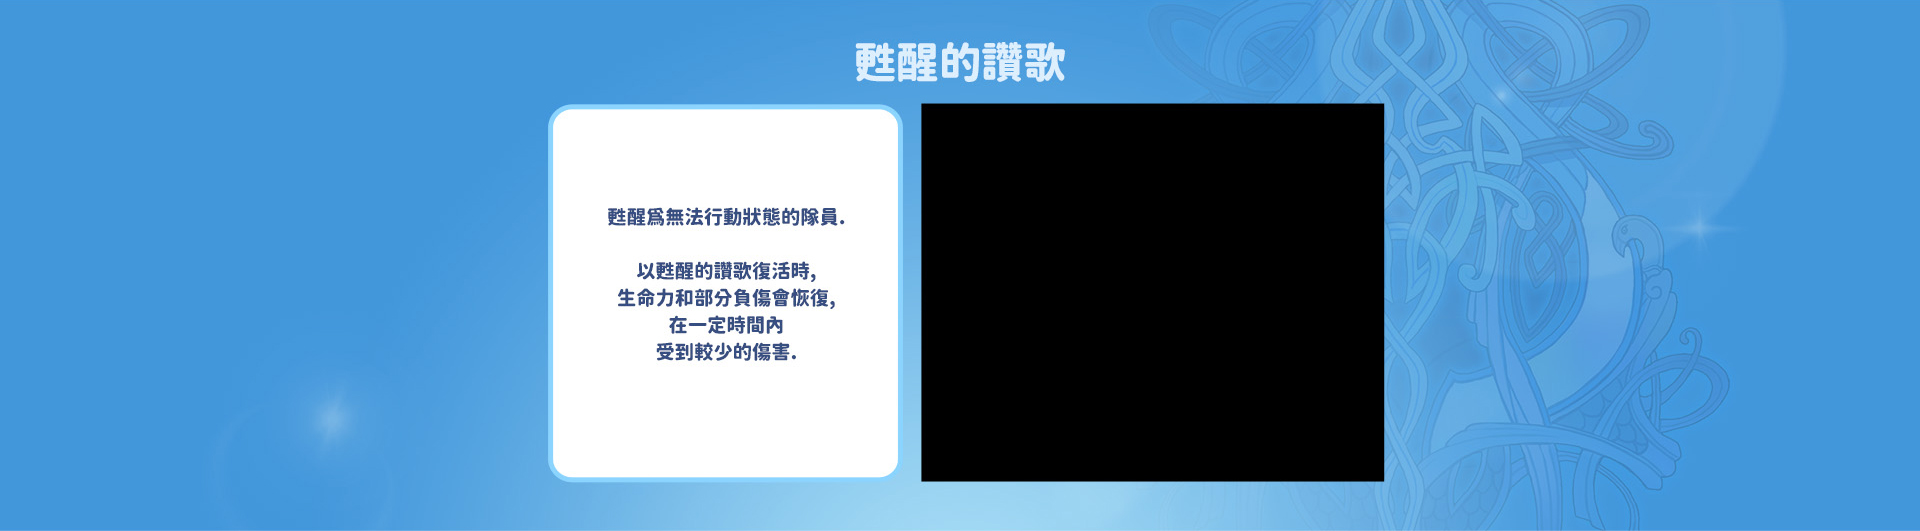 甦醒的讚歌
甦醒爲無法行動狀態的隊員.
以甦醒的讚歌復活時,
生命力和部分負傷會恢復,
在一定時間內
受到較少的傷害.